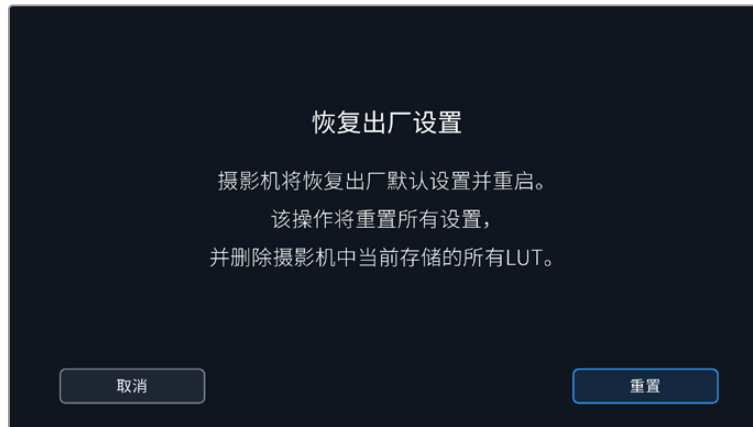 恢复出厂设置
摄影机将恢复出厂默认设置并重启。
该操作将重置所有设置，
并删除摄影机中当前存储的所有LUT。
取消
重置